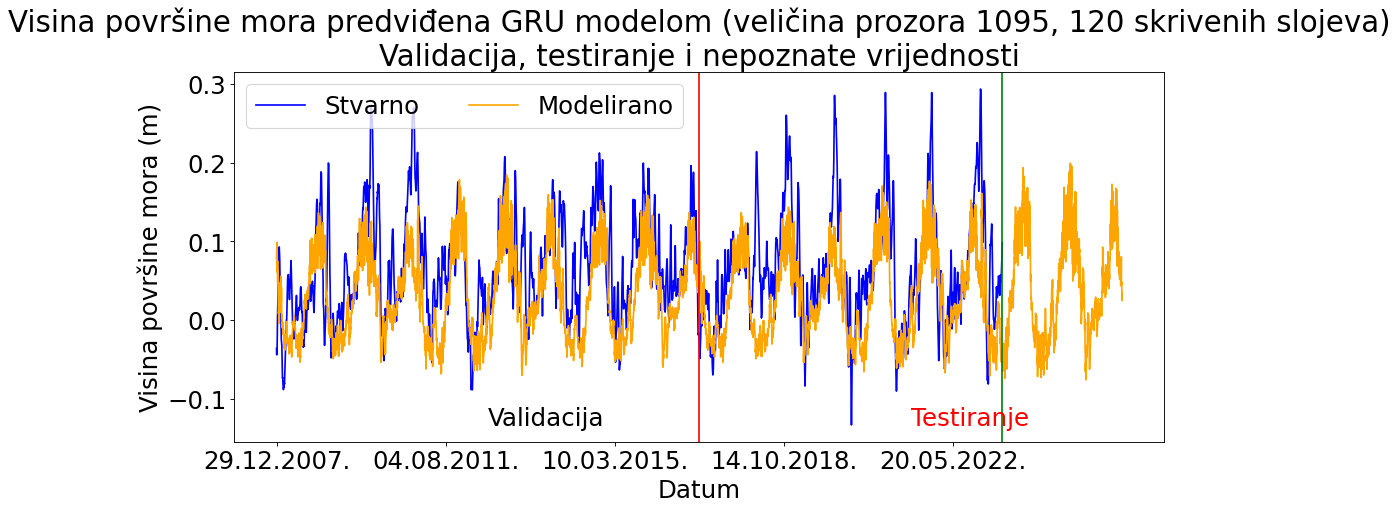 Visina površine mora predviđena GRU modelom (veličina prozora 1095, 120 skrivenih slojeva)
Validacija, testiranje i nepoznate vrijednosti
Stvarno Modelirano
Visina površine mora (m)
0.3
0.2
0.1
0.0
−0.1
Validacija
Testiranje
29.12.2007. 04.08.2011. 10.03.2015. 14.10.2018. 20.05.2022.
Datum